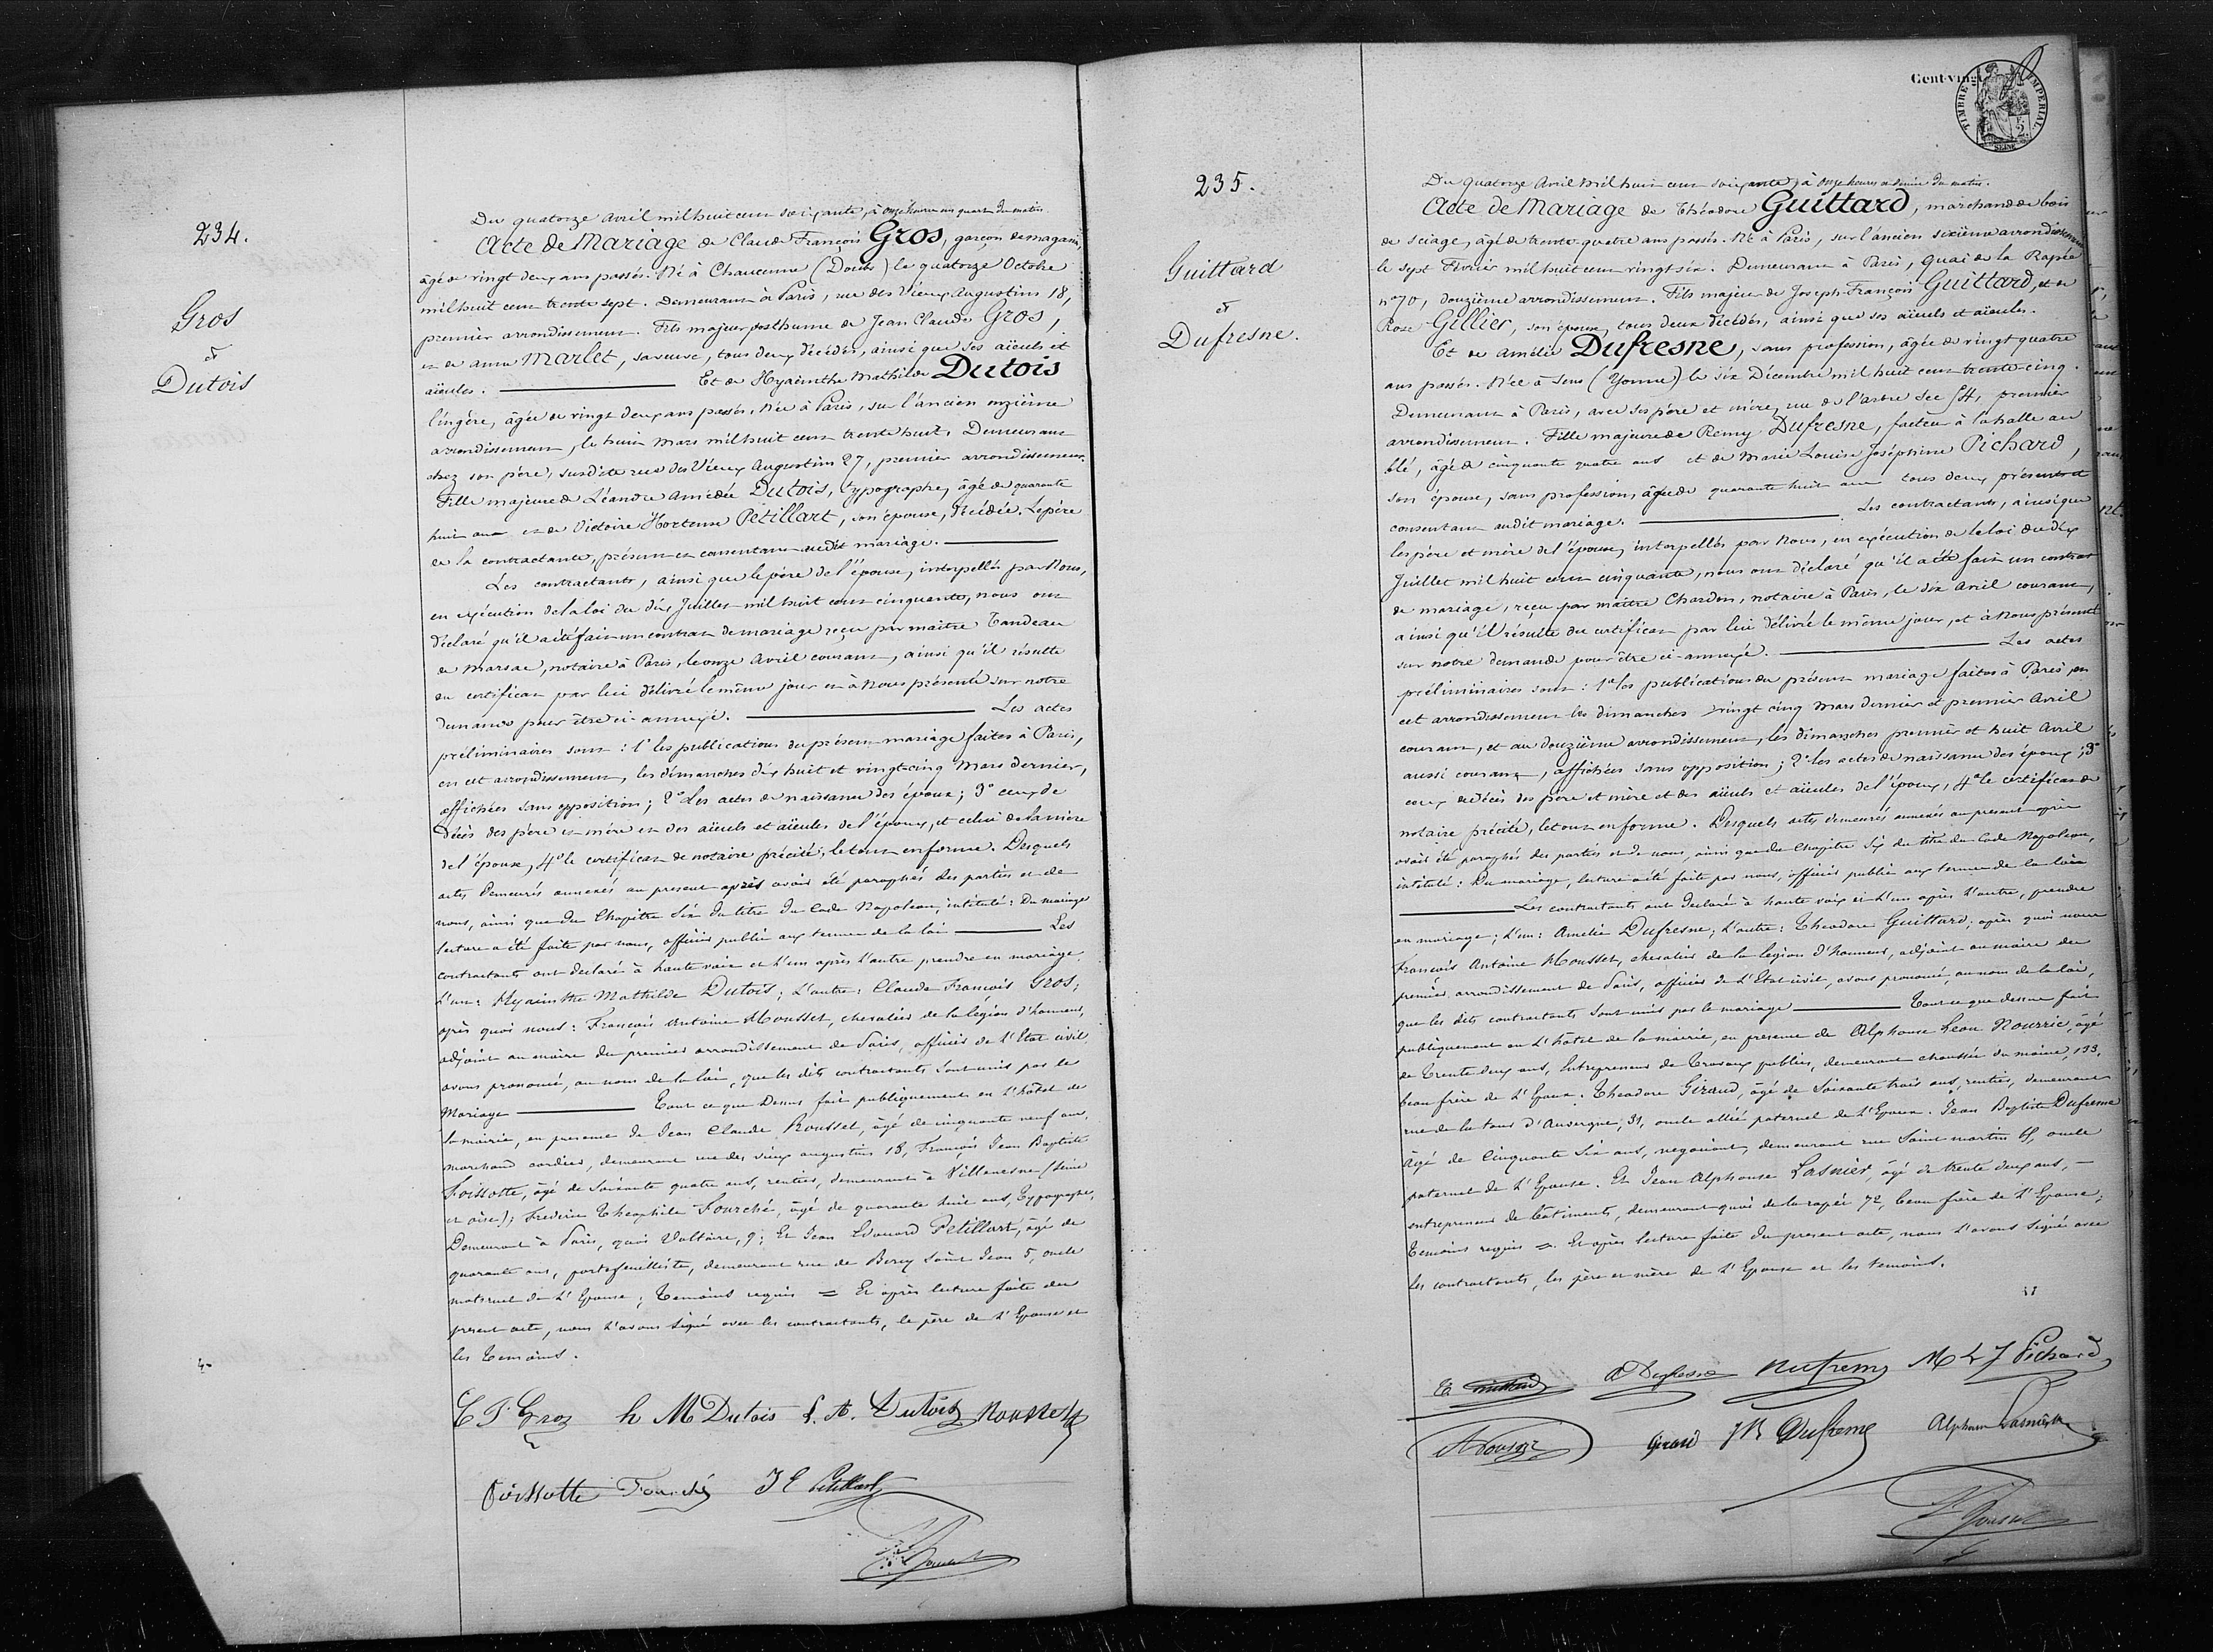 234.
Gros
et
Dutois
Du quatorze avril mil huit cent soixante, à onze heures un quart du matin.
Acte de Mariage de Claude François Gros, garçon de magasin,
âgé de vingt deux ans passés. Né à Chaucenne (Doubs) le quatorze Octobre
mil huit cent trente sept. Demeurant à Paris, rue des Vieux Augustins 18,
premier arrondissement. Fils majeur posthume de Jean Claude Gros,
et de Anne Marlet, sa veuve, tous deux décédés, ainsi que ses aïeuls et
aïeules. Et de Hyacinthe Mathilde Dutois
lingère, âgée de vingt deux ans passés, Née à Paris, sur l'ancien onzième
arrondissement, le huit Mars mil huit cent trente huit. Demeurant
chez son père, susdite rue des Vieux Augustins 27, premier arrondissement.
Fille majeure de Léandre Amédée Dutois, typographe, âgé de quarante
huit ans et de Victoire Hortense Petillart, son épouse, Décédée. Le père
de la contractante, présent et consentant audit mariage.
Les contractants, ainsi que le père de l'épouse, interpellés par Nous,
en exécution de la loi du dix Juillet mil huit cent cinquante, nous ont
déclaré qu'il a été fait un contrat de mariage reçu par maître Tandeau
de Marsac, notaire à Paris, le onze Avril courant, ainsi qu'il résulte
du certificat par lui délivré le même jour et à Nous présenté sur notre
demande pour être ci-annexé. Les actes
préliminaires sont : 1° les publications du présent mariage faites à Paris,
en cet arrondissement, les dimanches dix huit et vingt-cinq Mars dernier,
affichées sans opposition; 2° Les actes de naissance des époux; 3° ceux de
décès des père et mère et des aïeuls et aïeules de l'époux, et celui de la mère
de l'épouse, 4° le certificat de notaire précité, le tout en forme. Desquels
actes demeurés annexés au present après avoir été paraphés des parties et de
nous, ainsi que du Chapitre Six du titre du Code Napoléon, intitulé : Du mariage
lecture a été faite par nous, officier public aux termes de la loi Les
contractants ont déclaré à haute voix et l'un après l'autre prendre en mariage
L'un : Hyacinthe Mathilde Dutois; L'autre : Claude François Gros;
après quoi nous : François Antoine Mousset, chevalier de la légion d'honneur,
adjoint au maire du premier arrondissement de Paris, officier de l'Etat civil
avons prononcé, au nom de la loi, que les dits contractants sont unis par le
Mariage Tout ce que Dessus fait publiquement en l'hôtel de
la mairie, en presence de Jean Claude Rousset, âgé de cinquante neuf ans,
marchand cordier, demeurant rue des vieux augustins 18, François Jean Baptiste
Foissotte, âgé de soixante quatre ans, rentier, demeurant à Villevesne (Seine
et oise); Frederic Theophile Fourché, âgé de quarante huit ans, Typographe,
Demeurant à Paris, quai Voltaire, 9; Et Jean Edouard Petillart, âgé de
quarante ans, portefeuilliste, demeurant rue de Bercy Saint Jean 5, oncle
maternel de L'Epouse; Temoins requis = Et après lecture faite du
present acte, nous l'avons signé avec les contractants, le père de L'Epouse et
les Temoins.
C F Gros h M Dutois L. A. Dutois Rousset
Foissotte Fourché J E Petillart
Cent-vingt
TIMBRE IMPERIAL
2
SEINE
235.
Guittard
et
Dufresne.
Du quatorze Avril Mil huit cent soixante, à onze heures et demie du matin.
Acte de Mariage de Théodore Guittard, marchand de bois
de sciage, âgé de trente quatre ans passés. Né à Paris, sur l'ancien sixième arrondissement
le sept Février mil huit cent vingt six. Demeurant à Paris, Quai de la Rapée
n° 70, douzième arrondissement. Fils majeur de Joseph François Guittard, et de
Rose Gillier, son épouse, tous deux décédés, ainsi que ses aïeuls et aïeules.
Et de Amélie Dufresne, sans profession, âgée de vingt quatre
ans passés. Née à Sens (Yonne) le six Décembre mil huit cent trente-cinq.
Demeurant à Paris, avec ses père et mère, rue de l'arbre sec 54, premier
arrondissement. Fille majeure de Remy Dufresne, facteur à la halle au
blé, âgé de cinquante quatre ans et de Marie Louise Joséphine Pichard,
son épouse, sans profession, âgée de quarante huit ans tous deux présents et
consentant audit mariage. Les contractants, ainsi que
les père et mère de l'épouse, interpellés par Nous, en exécution de la loi du dix
Juillet mil huit cent cinquante, nous ont déclaré qu'il a été fait un contrat
de mariage, reçu par maître Chardon, notaire à Paris, le dix Avril courant,
ainsi qu'il résulte du certificat par lui délivré le même jour, et à Nous présenté
sur notre demande pour être ci-annexé. Les actes
préliminaires sont : 1° les publications du présent mariage faites à Paris, en
cet arrondissement les dimanches vingt cinq Mars dernier et premier Avril
courant, et au douzième arrondissement, les dimanches premier et huit Avril
aussi courant, affichées sans opposition; 2° les actes de naissance des époux; 3°
ceux de décès des père et mère et des aïeuls et aïeules de l'époux, 4° le certificat de
notaire précité, le tout en forme. Desquels actes demeurés annexés au present après
avoir été paraphés des parties et de nous, ainsi que du Chapitre Six du titre du Code Napoléon,
intitulé : Du mariage, lecture a été faite par nous, officier public aux termes de la loi
Les contractants ont declaré à haute voix et l'un après l'autre, prendre
en mariage; L'un : Amélie Dufresne; L'autre : Theodore Guittard; après quoi nous
François Antoine Mousset, chevalier de la légion d'honneur, adjoint au maire du
premier arrondissement de Paris, officier de l'Etat civil, avons prononcé, au nom de la loi,
que les dits contractants sont unis par le mariage Tout ce que dessus fait
publiquement en l'hôtel de la mairie, en presence de Alphonse Léon Nourric, âgé
de Trente deux ans, Entrepreneur de Travaux publics, demeurant chaussée du maine, 133,
beau frère de L'Epoux. Theodore Giraud, âgé de Soixante trois ans, rentier, demeurant
rue de la tour d'Auvergne, 31, oncle allié paternel de L'Epoux. Jean Baptiste Dufresne
âgé de Cinquante Six ans, negociant, demeurant rue Saint martin, oncle
paternel de L'Epouse. Et Jean Alphonse Lasnier, âgé de trente deux ans,
entrepreneur de bâtiments, demeurant quai de la rapée 72, beau frère de L'Epouse;
Temoins requis =. Et après lecture faite du present acte, nous l'avons signé avec
les contractants, les père et mère de L'Epouse et les temoins.
A Dufresne Dufresne M L J Pichard
Giraud J B Dufresne Alphonse Lasnier